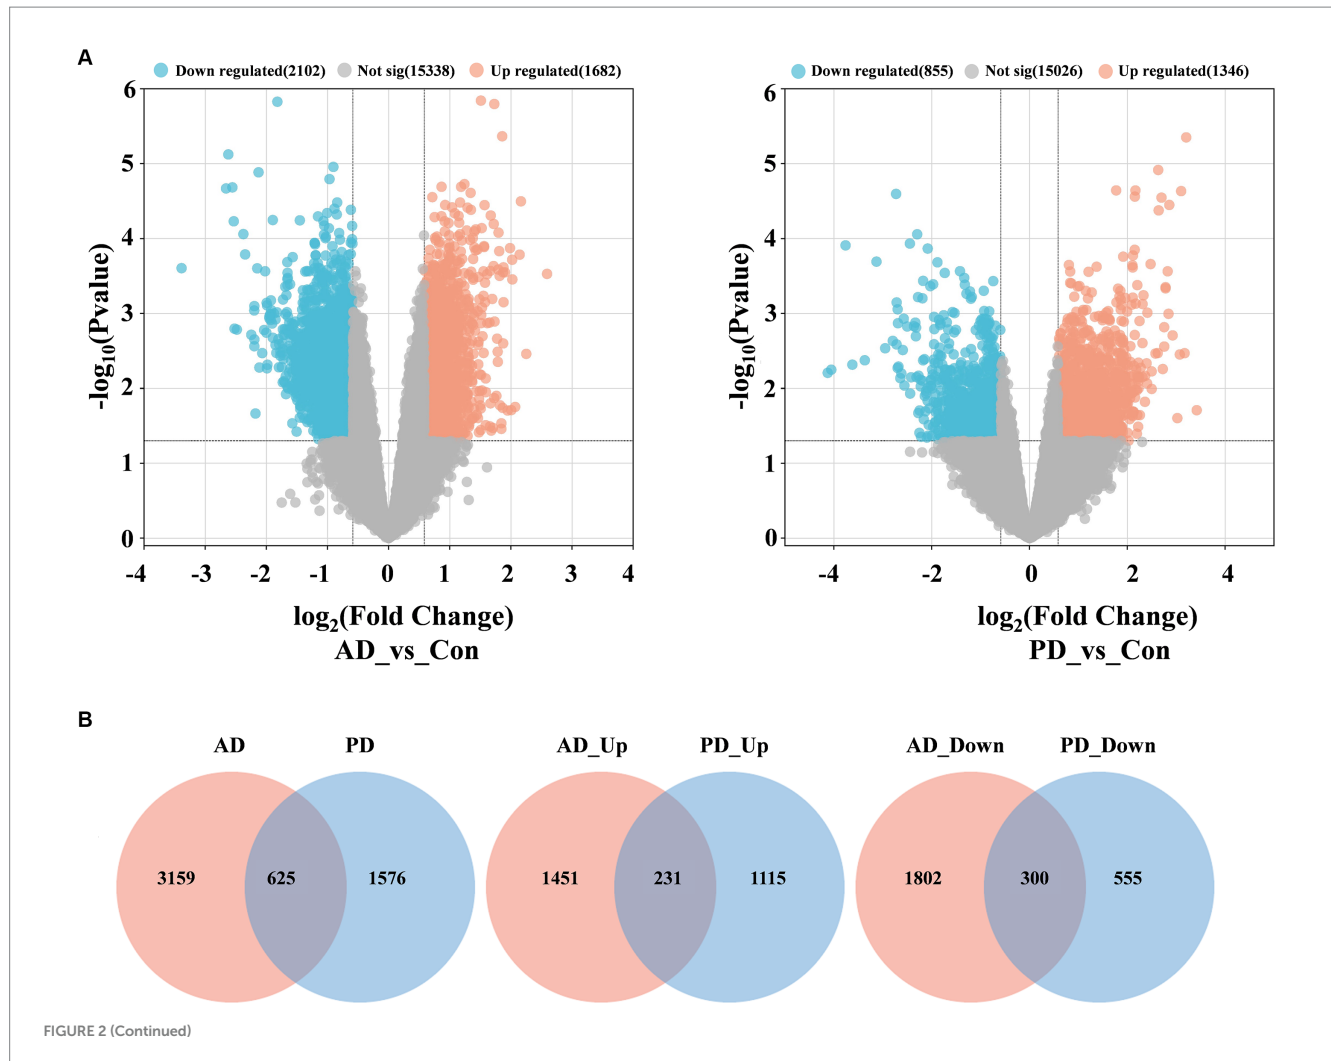 A
Down regulated(2102) Not sig(15338) Up regulated(1682)
6
5
4
3
2
1
0
-log10(Pvalue)
-4 -3 -2 -1 0 1 2 3 4
log2(Fold Change)
AD_vs_Con
Down regulated(855) Not sig(15026) Up regulated(1346)
6
5
4
3
2
1
0
-log10(Pvalue)
-4 -2 0 2 4
log2(Fold Change)
PD_vs_Con
B
AD PD
3159 625 1576
AD_Up PD_Up
1451 231 1115
AD_Down PD_Down
1802 300 555
FIGURE 2 (Continued)